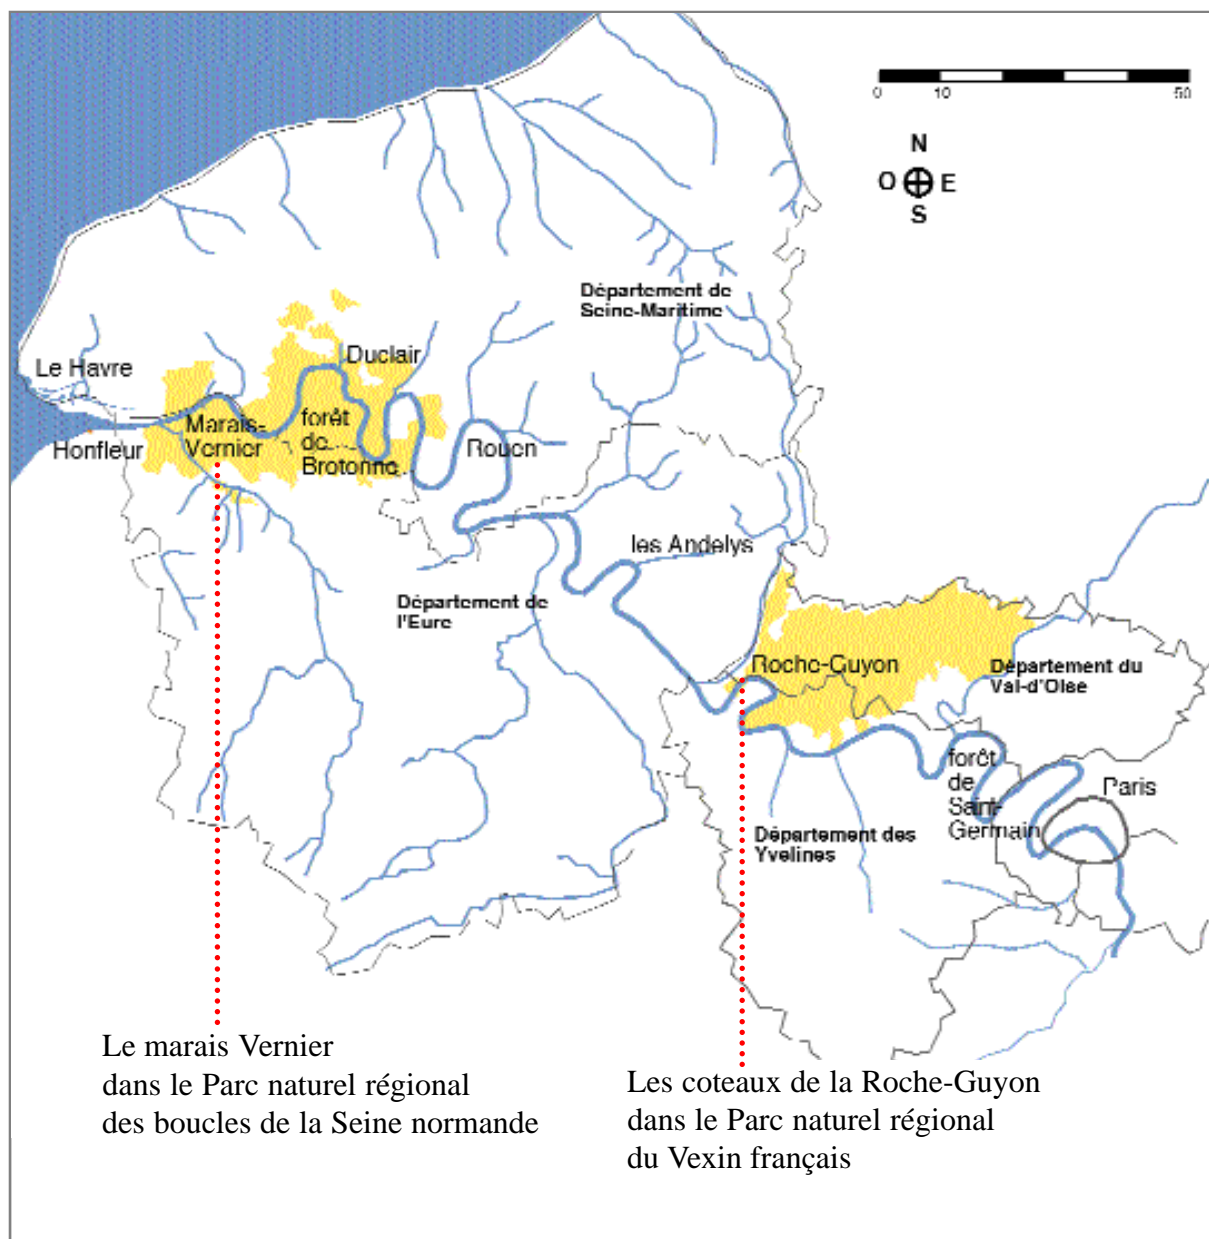 0 10 50
N
O E
S
Département de
Seine-Maritime
Le Havre
Duclair
Marais-
Vernier
forêt
de
Brotonne
Honfleur
Rouen
les Andelys
Département de
l'Eure
Roche-Guyon
Département du
Val-d'Oise
forêt
de
Saint-
Germain
Paris
Département des
Yvelines
Le marais Vernier
dans le Parc naturel régional
des boucles de la Seine normande
Les coteaux de la Roche-Guyon
dans le Parc naturel régional
du Vexin français